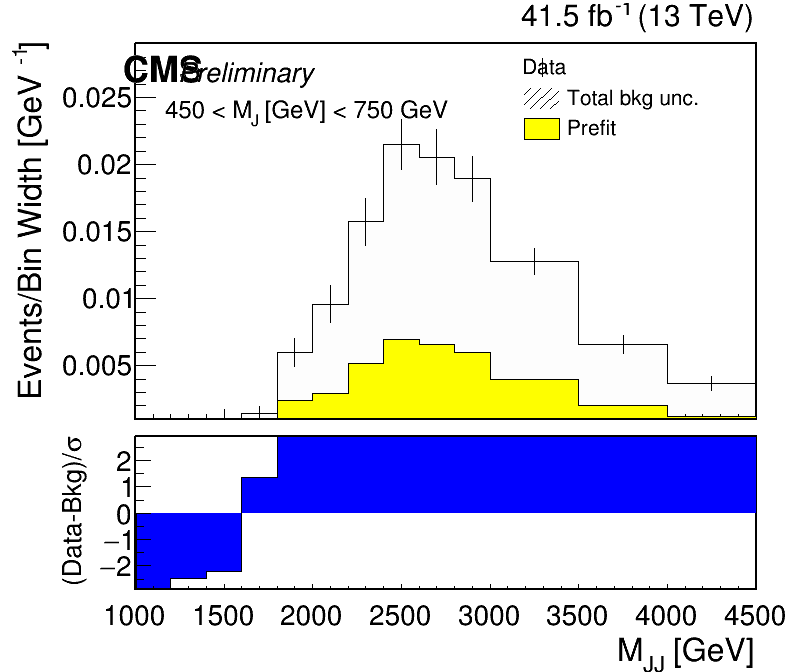 41.5 fb⁻¹ (13 TeV)
CMS Preliminary
450 < M_J [GeV] < 750 GeV
Data
Total bkg unc.
Prefit
Events/Bin Width [GeV⁻¹]
0.025
0.02
0.015
0.01
0.005
(Data-Bkg)/σ
2
1
0
−1
−2
1000 1500 2000 2500 3000 3500 4000 4500
M_JJ [GeV]